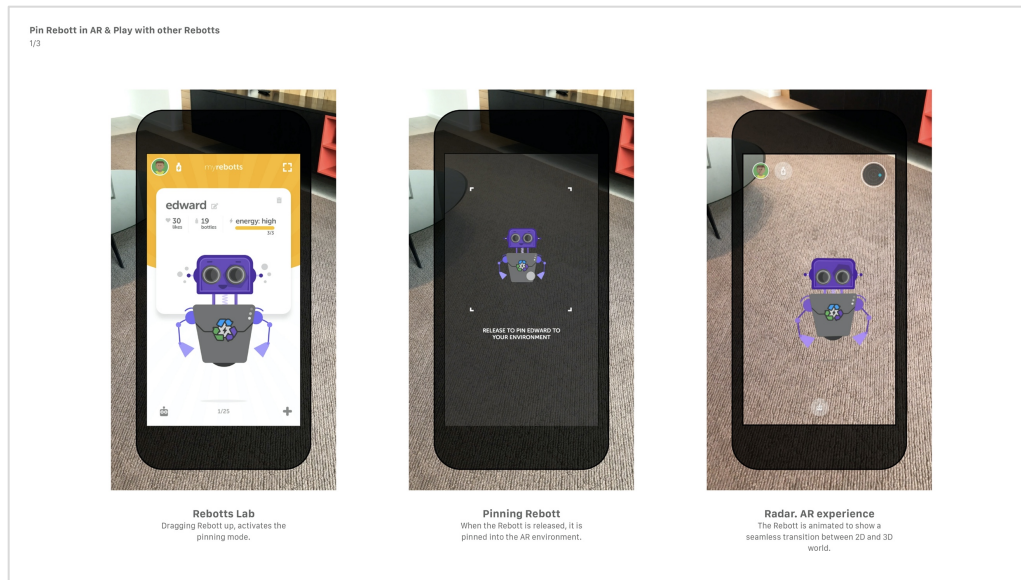 Pin Rebott in AR & Play with other Rebotts
1/3
myrebotts
edward
30 19 energy: high
likes bottles
3/3
1/25
RELEASE TO PIN EDWARD TO
YOUR ENVIRONMENT
Rebotts Lab
Dragging Rebott up, activates the
pinning mode.
Pinning Rebott
When the Rebott is released, it is
pinned into the AR environment.
Radar. AR experience
The Rebott is animated to show a
seamless transition between 2D and 3D
world.